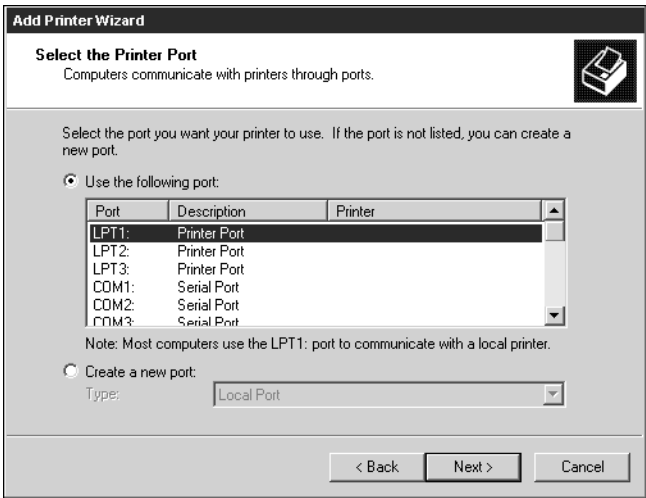 Add Printer Wizard
Select the Printer Port
Computers communicate with printers through ports.
Select the port you want your printer to use. If the port is not listed, you can create a
new port.
Use the following port:
Port Description Printer
LPT1: Printer Port
LPT2: Printer Port
LPT3: Printer Port
COM1: Serial Port
COM2: Serial Port
COM3: Serial Port
Note: Most computers use the LPT1: port to communicate with a local printer.
Create a new port:
Type: Local Port
< Back Next > Cancel